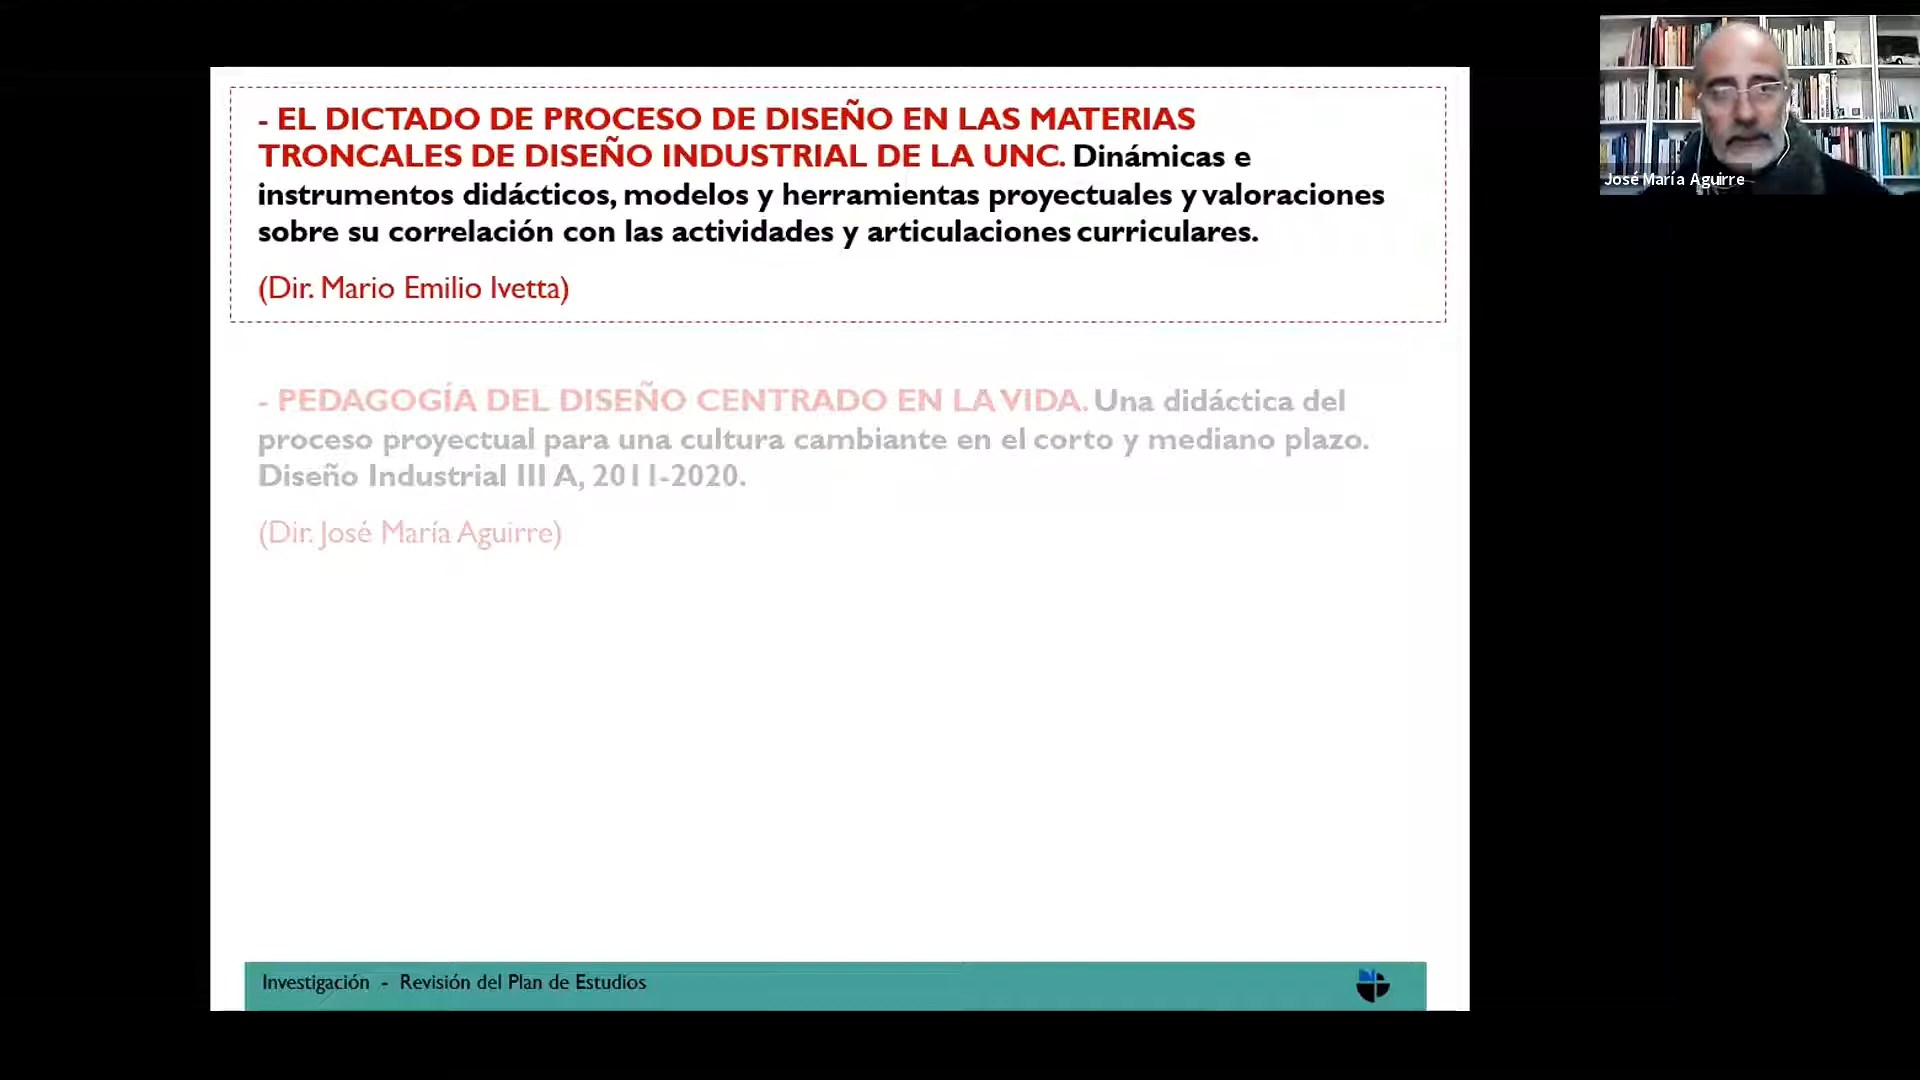 - EL DICTADO DE PROCESO DE DISEÑO EN LAS MATERIAS
TRONCALES DE DISEÑO INDUSTRIAL DE LA UNC. Dinámicas e
instrumentos didácticos, modelos y herramientas proyectuales y valoraciones
sobre su correlación con las actividades y articulaciones curriculares.
(Dir. Mario Emilio Ivetta)
- PEDAGOGÍA DEL DISEÑO CENTRADO EN LA VIDA. Una didáctica del
proceso proyectual para una cultura cambiante en el corto y mediano plazo.
Diseño Industrial III A, 2011-2020.
(Dir. José María Aguirre)
Investigación - Revisión del Plan de Estudios
José María Aguirre